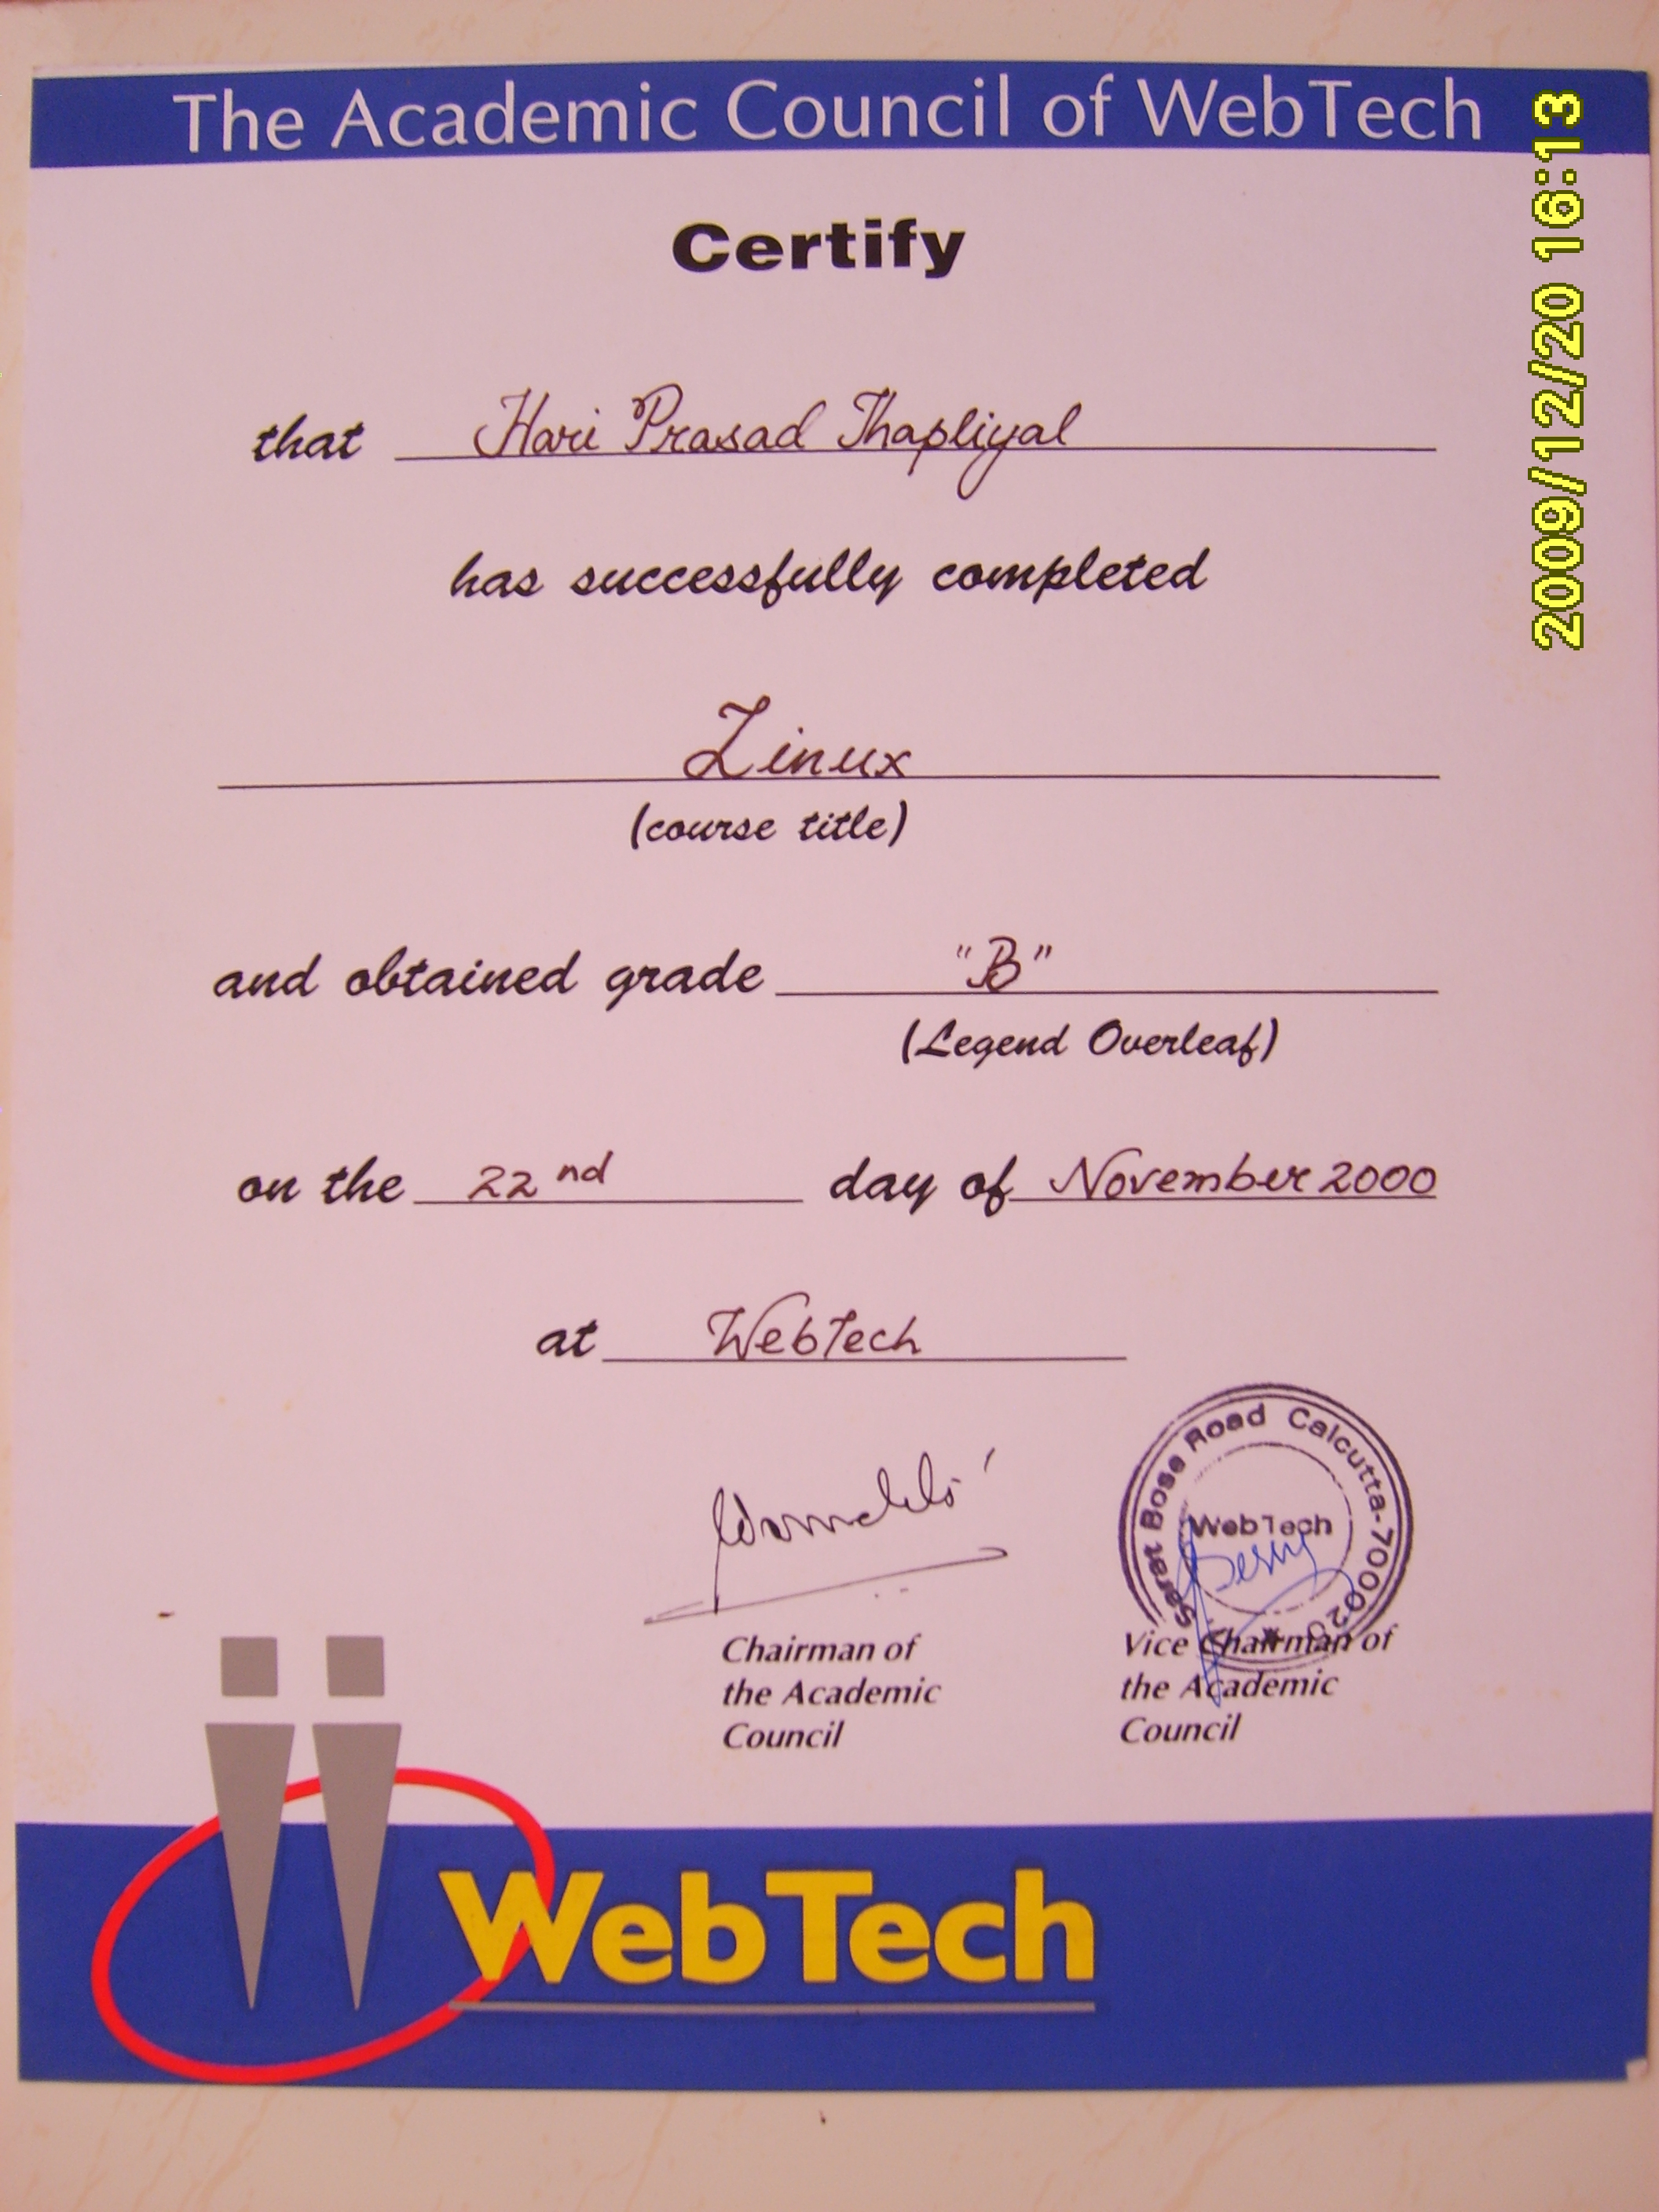 The Academic Council of WebTech
2009/12/20 16:13
Certify
that Hari Prasad Thapliyal
has successfully completed
Linux
(course title)
and obtained grade "B"
(Legend Overleaf)
on the 22nd day of November 2000
at WebTech
Sarat Bose Road Calcutta-700020
WebTech
Chairman of
the Academic
Council
Vice Chairman of
the Academic
Council
WebTech